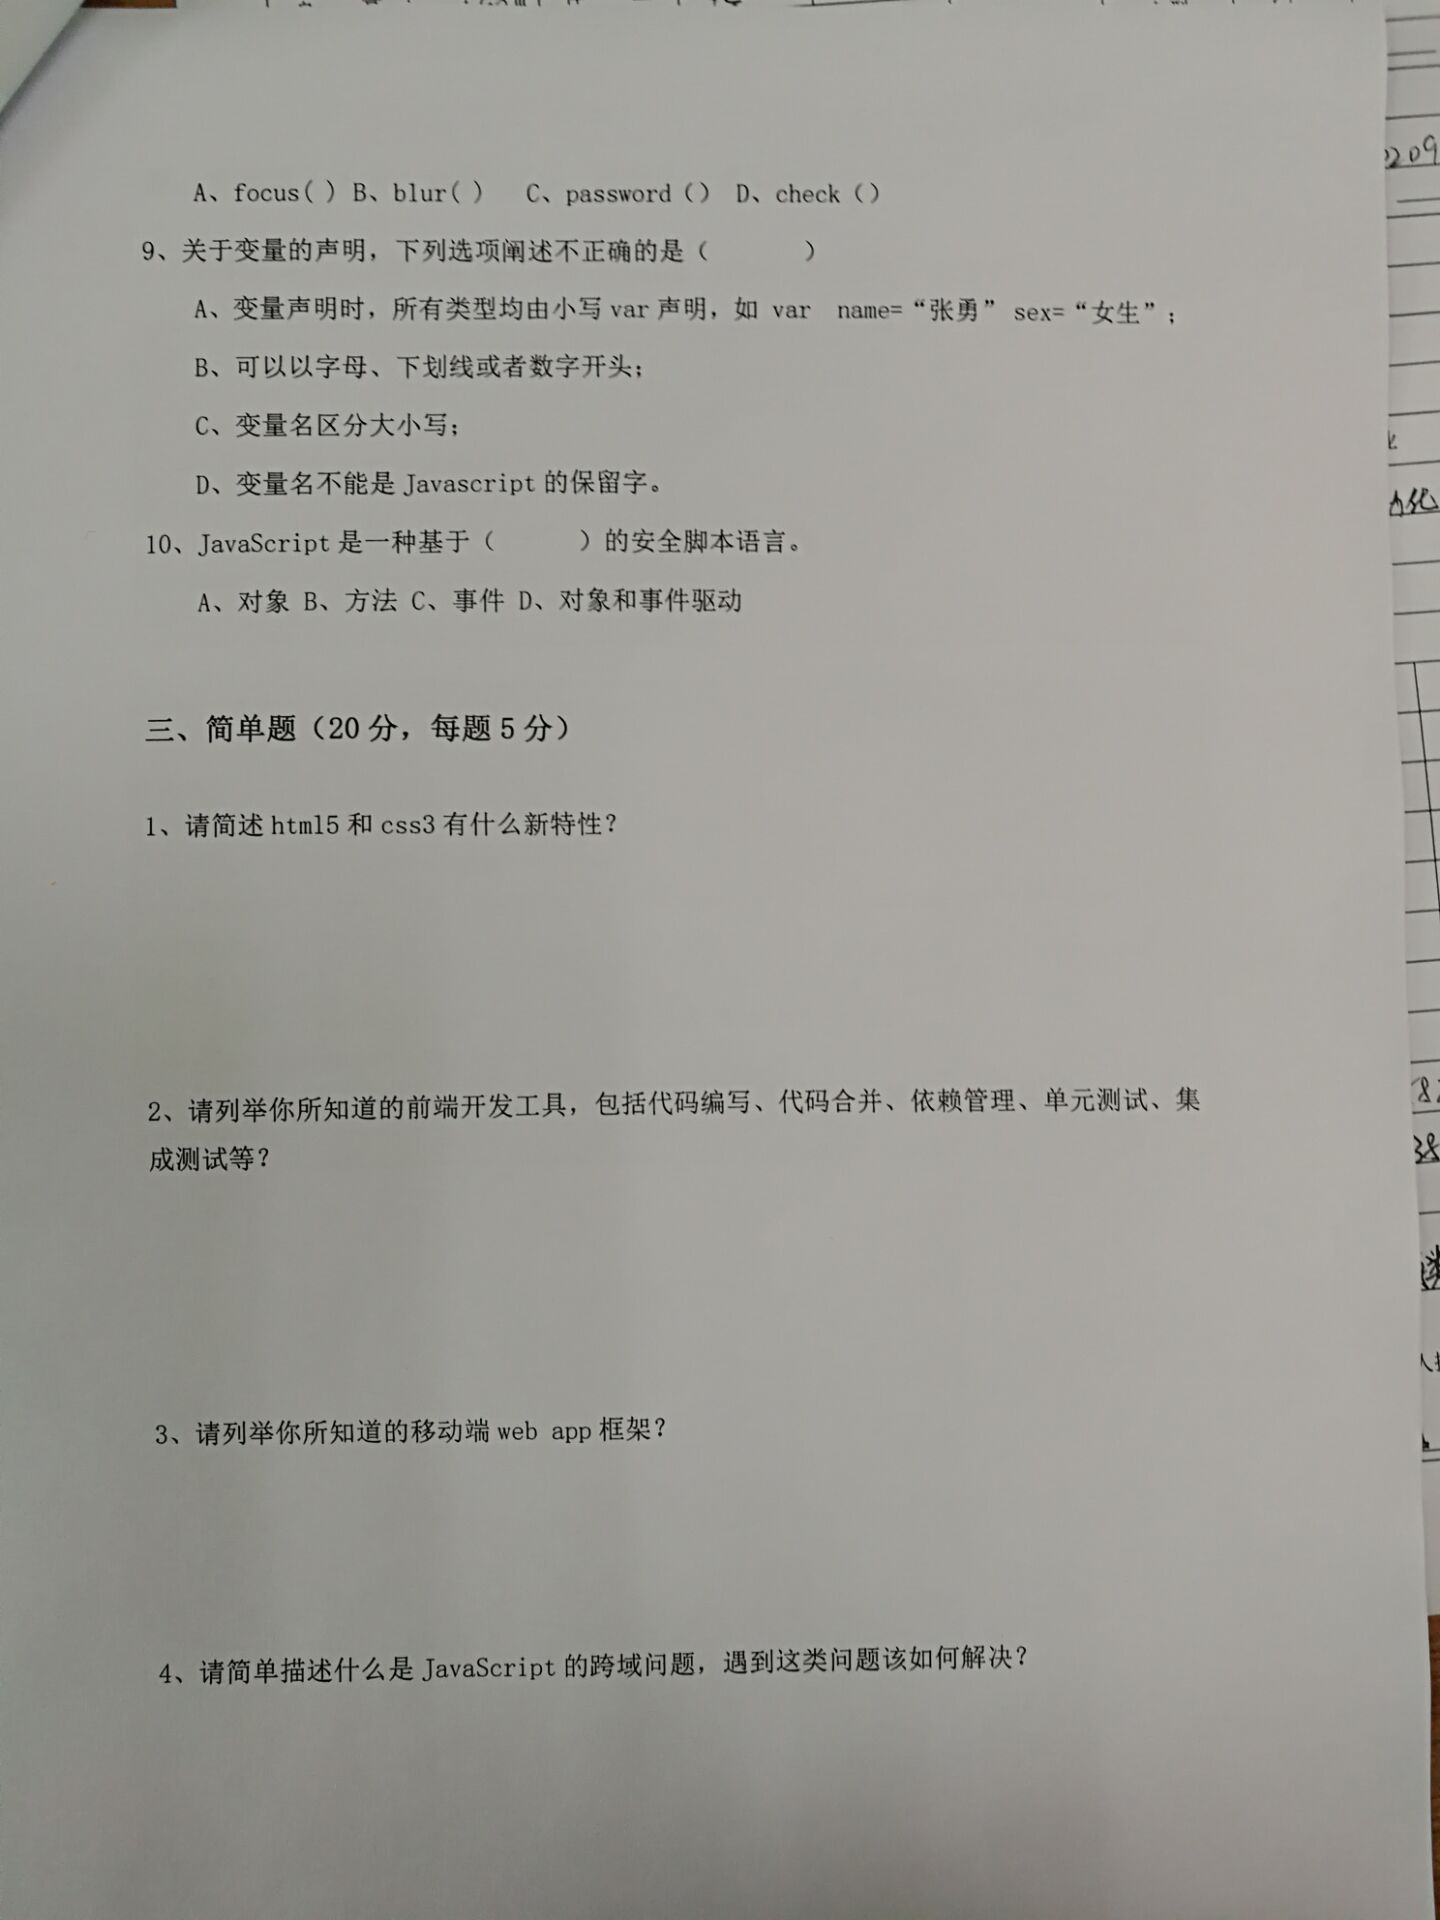 A、focus( ) B、blur( ) C、password（） D、check（）
9、关于变量的声明，下列选项阐述不正确的是（ ）
A、变量声明时，所有类型均由小写 var 声明，如 var name=“张勇” sex=“女生”；
B、可以以字母、下划线或者数字开头；
C、变量名区分大小写；
D、变量名不能是 Javascript 的保留字。
10、JavaScript 是一种基于（ ）的安全脚本语言。
A、对象 B、方法 C、事件 D、对象和事件驱动
三、简单题（20 分，每题 5 分）
1、请简述 html5 和 css3 有什么新特性？
2、请列举你所知道的前端开发工具，包括代码编写、代码合并、依赖管理、单元测试、集
成测试等？
3、请列举你所知道的移动端 web app 框架？
4、请简单描述什么是 JavaScript 的跨域问题，遇到这类问题该如何解决？